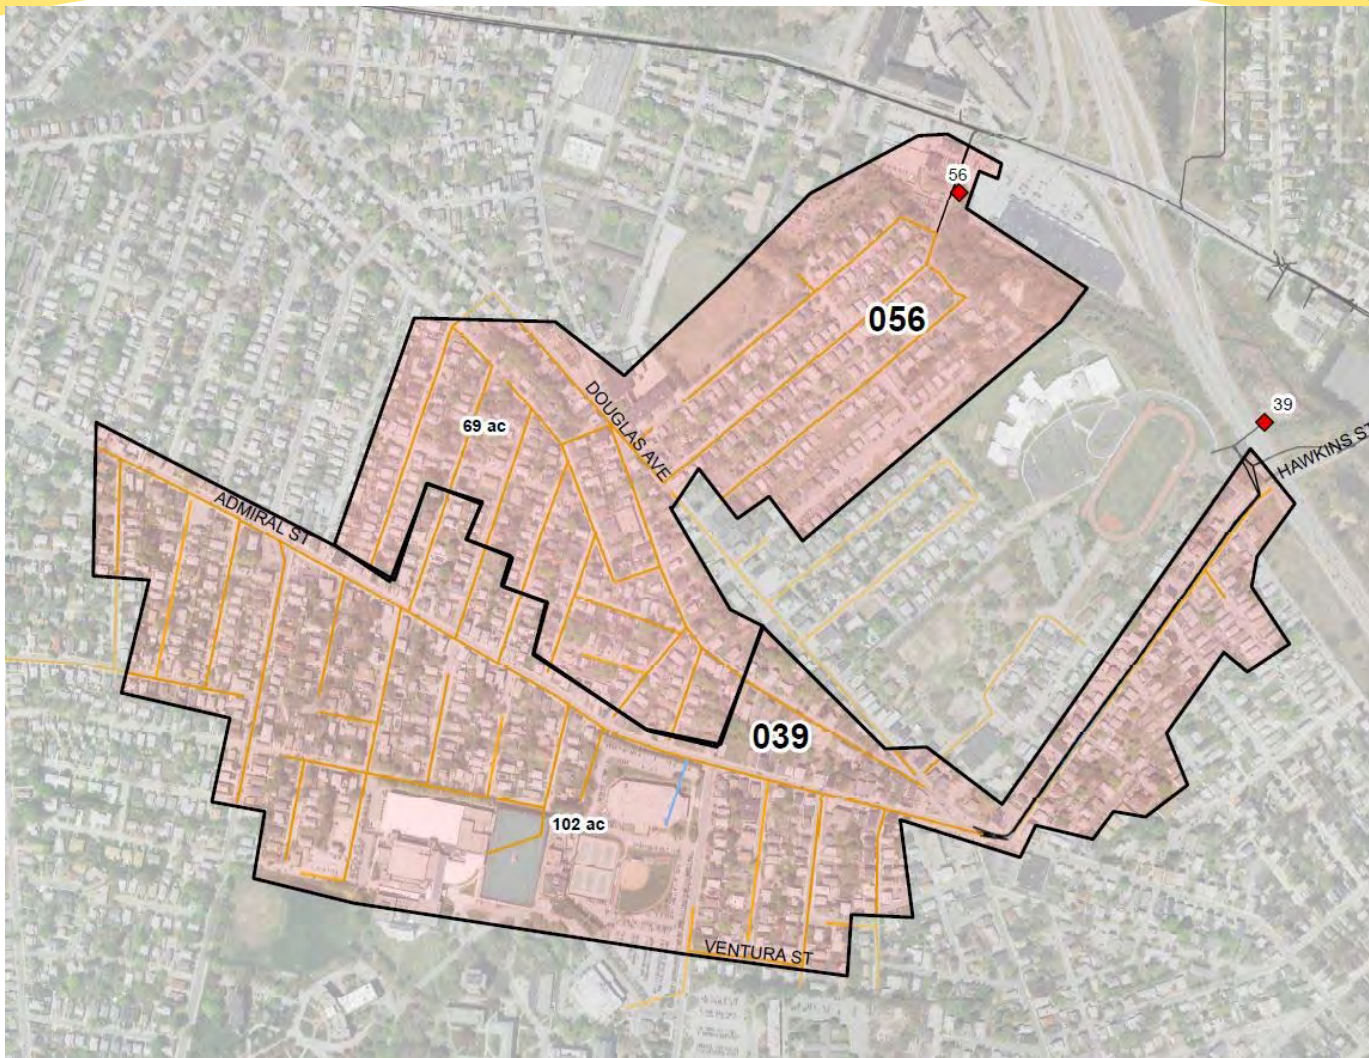 56
056
DOUGLAS AVE
39
HAWKINS ST
69 ac
ADMIRAL ST
039
102 ac
VENTURA ST